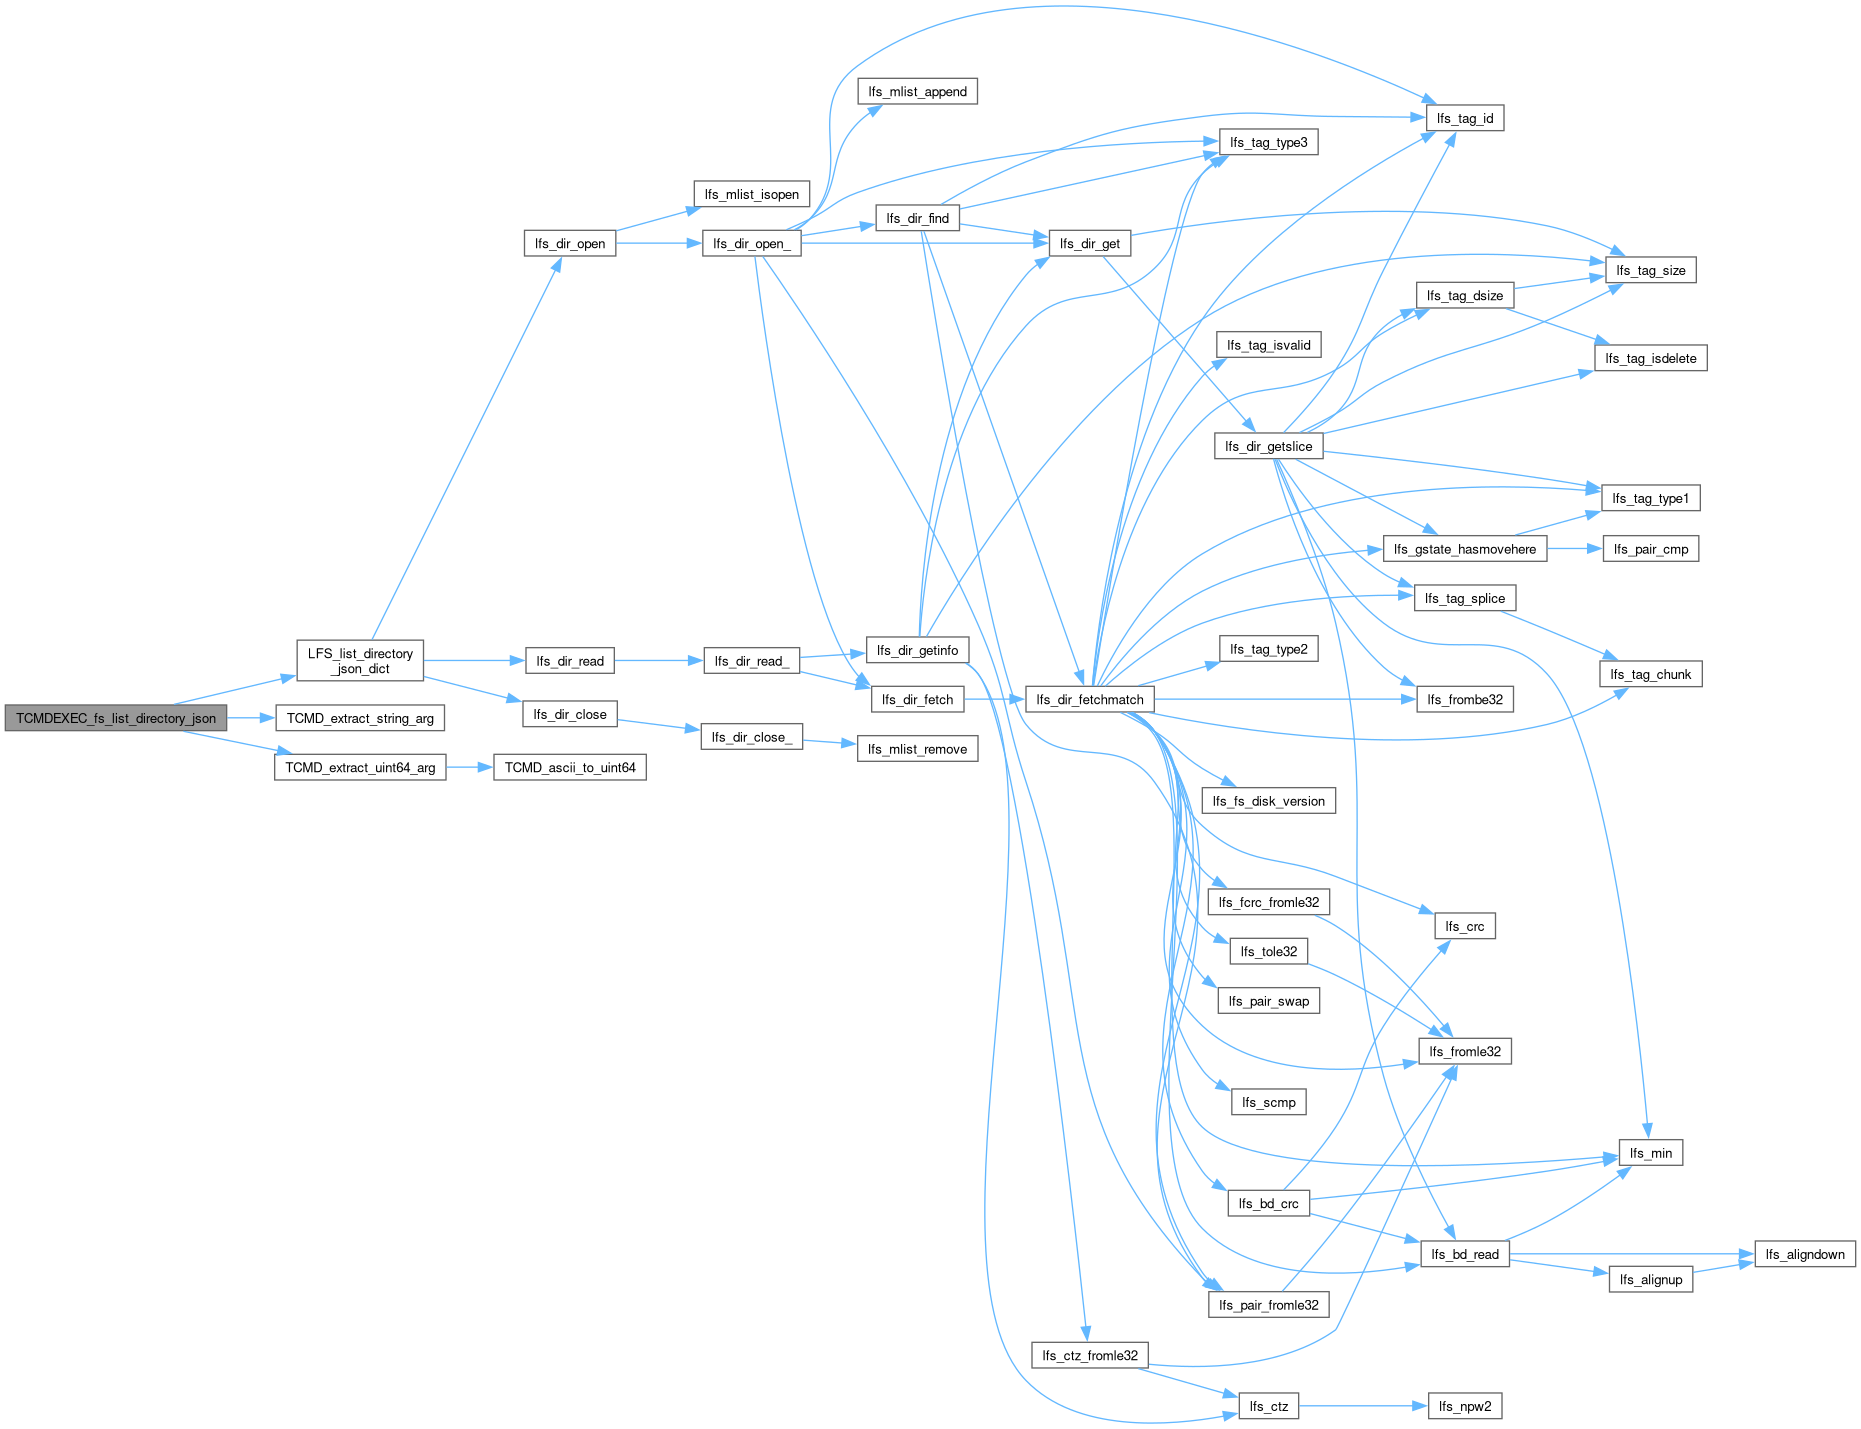 TCMDEXEC_fs_list_directory_json
LFS_list_directory
_json_dict
TCMD_extract_string_arg
TCMD_extract_uint64_arg
TCMD_ascii_to_uint64
lfs_dir_open
lfs_dir_read
lfs_dir_close
lfs_mlist_isopen
lfs_dir_open_
lfs_dir_read_
lfs_dir_close_
lfs_mlist_append
lfs_dir_find
lfs_dir_getinfo
lfs_dir_fetch
lfs_mlist_remove
lfs_dir_get
lfs_dir_fetchmatch
lfs_ctz_fromle32
lfs_tag_type3
lfs_tag_isvalid
lfs_dir_getslice
lfs_tag_type2
lfs_fs_disk_version
lfs_fcrc_fromle32
lfs_tole32
lfs_pair_swap
lfs_scmp
lfs_bd_crc
lfs_pair_fromle32
lfs_ctz
lfs_tag_id
lfs_tag_dsize
lfs_gstate_hasmovehere
lfs_tag_splice
lfs_frombe32
lfs_crc
lfs_fromle32
lfs_bd_read
lfs_npw2
lfs_tag_size
lfs_tag_isdelete
lfs_tag_type1
lfs_pair_cmp
lfs_tag_chunk
lfs_min
lfs_alignup
lfs_aligndown